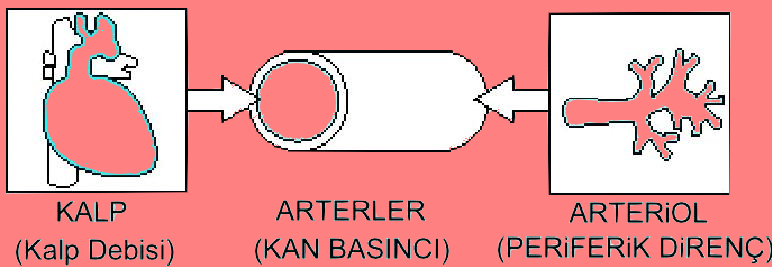 KALP
(Kalp Debisi)
ARTERLER
(KAN BASINCI)
ARTERiOL
(PERiFERiK DiRENÇ)